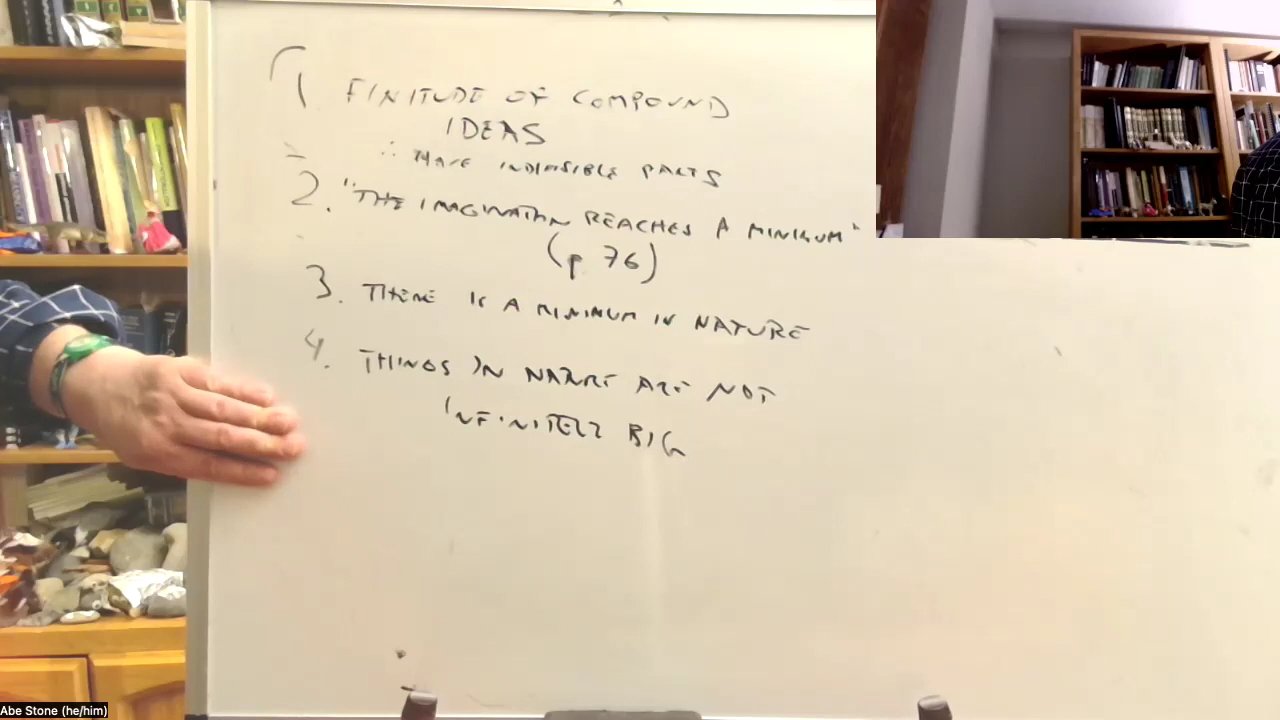 1. FINITUDE OF COMPOUND
IDEAS
∴ HAVE INDIVISIBLE PARTS
2. "THE IMAGINATION REACHES A MINIMUM"
(p 76)
3. THERE IS A MINIMUM IN NATURE
4. THINGS IN NATURE ARE NOT
INFINITELY BIG
Abe Stone (he/him)